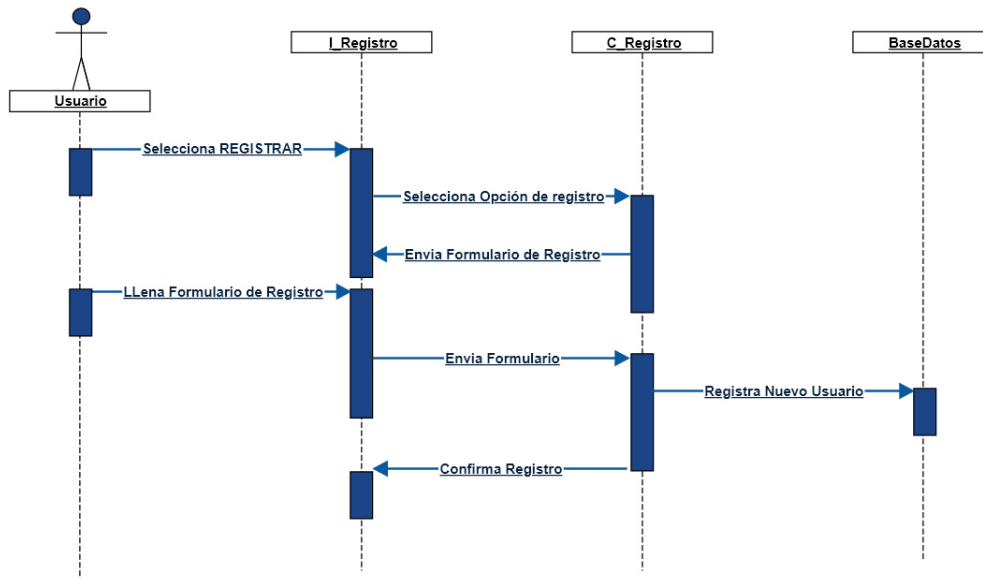 I_Registro
C_Registro
BaseDatos
Usuario
Selecciona REGISTRAR
Selecciona Opción de registro
Envia Formulario de Registro
LLena Formulario de Registro
Envia Formulario
Registra Nuevo Usuario
Confirma Registro